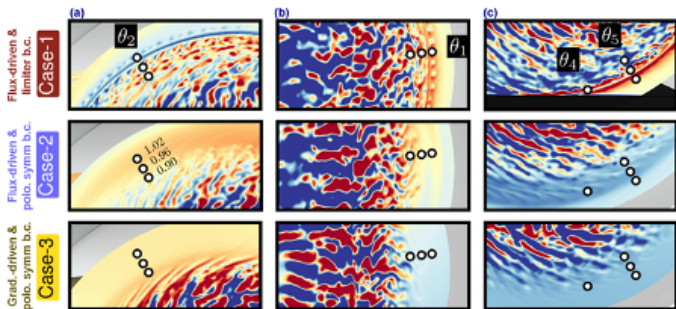 (a)
(b)
(c)
Flux-driven &
limiter b.c.
Case-1
θ2
θ1
θ5
θ4
Flux-driven &
polo. symm b.c.
Case-2
1.02
0.96
0.90
Grad.-driven &
polo. symm b.c.
Case-3